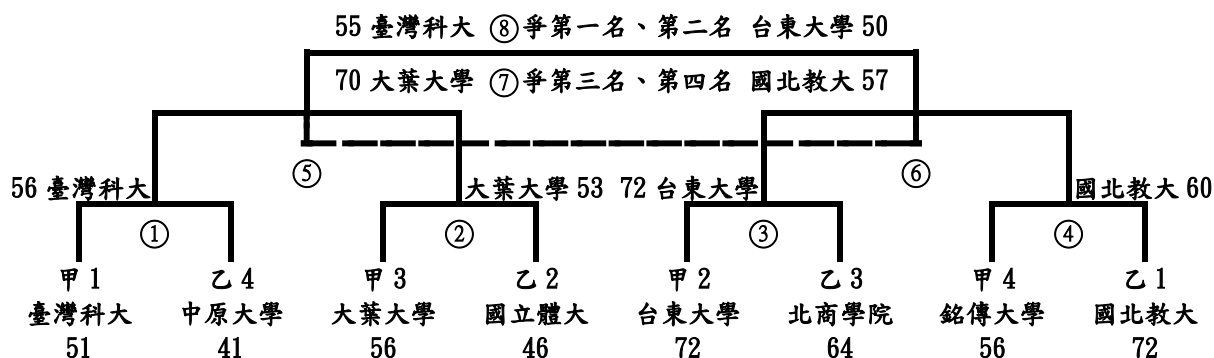 55 臺灣科大 ⑧爭第一名、第二名 台東大學 50
70 大葉大學 ⑦爭第三名、第四名 國北教大 57
⑤ ⑥
56 臺灣科大 大葉大學 53 72 台東大學 國北教大 60
① ② ③ ④
甲 1 乙 4 甲 3 乙 2 甲 2 乙 3 甲 4 乙 1
臺灣科大 中原大學 大葉大學 國立體大 台東大學 北商學院 銘傳大學 國北教大
51 41 56 46 72 64 56 72